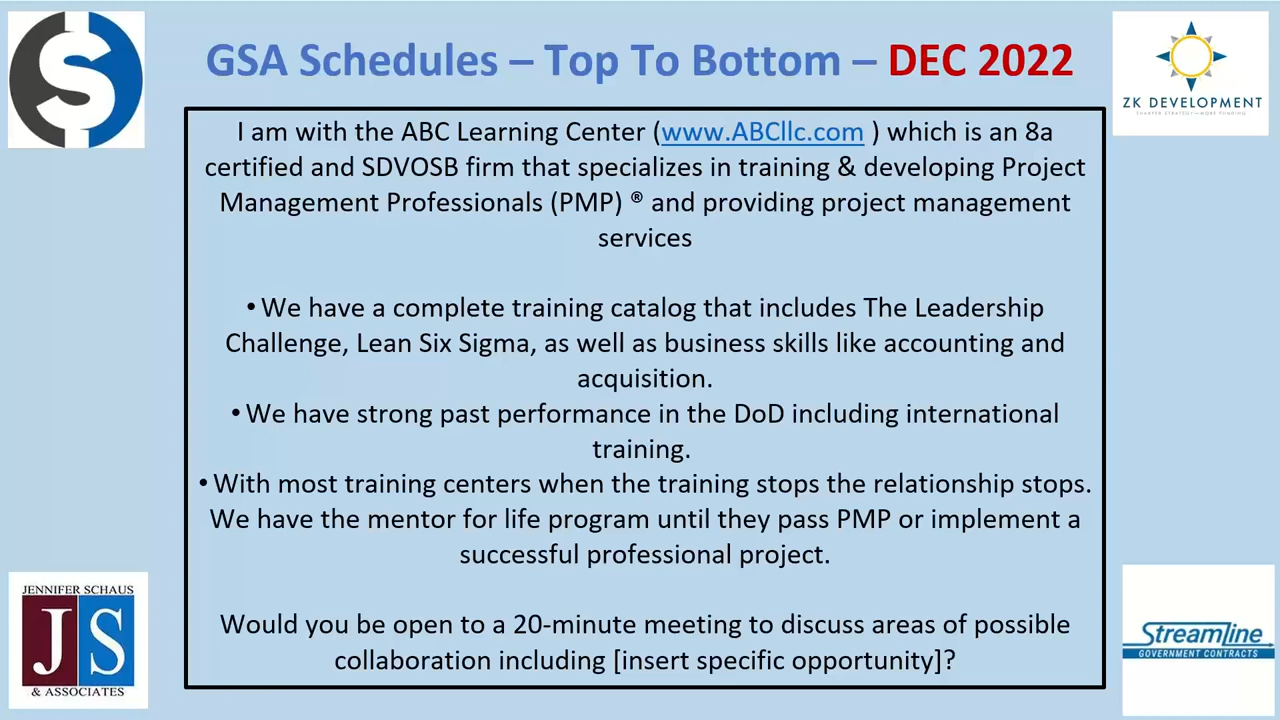 GSA Schedules – Top To Bottom – DEC 2022
S
ZK DEVELOPMENT
I am with the ABC Learning Center (www.ABCllc.com ) which is an 8a
certified and SDVOSB firm that specializes in training & developing Project
Management Professionals (PMP) ® and providing project management
services
• We have a complete training catalog that includes The Leadership
Challenge, Lean Six Sigma, as well as business skills like accounting and
acquisition.
• We have strong past performance in the DoD including international
training.
• With most training centers when the training stops the relationship stops.
We have the mentor for life program until they pass PMP or implement a
successful professional project.
Would you be open to a 20-minute meeting to discuss areas of possible
collaboration including [insert specific opportunity]?
JENNIFER SCHAUS
JS
& ASSOCIATES
Streamline
GOVERNMENT CONTRACTS